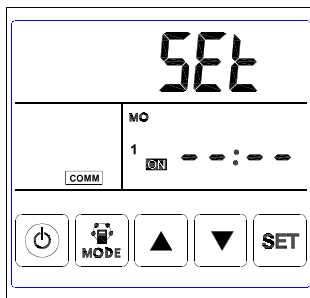 SEt
MO
1
ON --:--
COMM
MODE SET